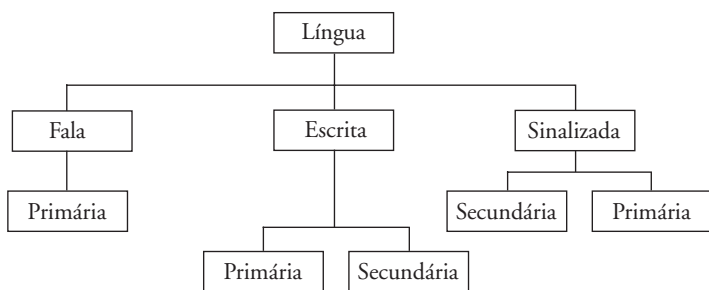 Língua
Fala
Escrita
Sinalizada
Primária
Secundária
Primária
Primária
Secundária